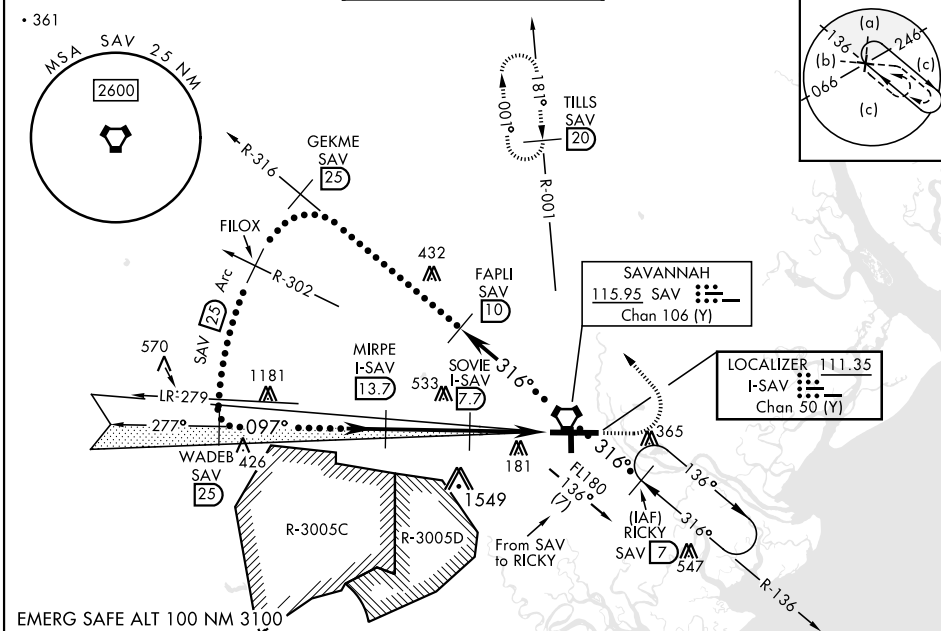 361
MSA SAV 25 NM
2600
(a)
136
246
(b)
(c)
066
(c)
181°
001°
TILLS
SAV
20
R-001
GEKME
SAV
25
R-316
FILOX
R-302
SAV 25 Arc
432
FAPLI
SAV
10
SAVANNAH
115.95 SAV
Chan 106 (Y)
570
1181
MIRPE
I-SAV
13.7
533
SOVIE
I-SAV
7.7
316°
LOCALIZER 111.35
I-SAV
Chan 50 (Y)
LR-279
277°
097°
WADEB
SAV
25
426
181
365
316°
136°
316°
FL180
136°
(7)
From SAV
to RICKY
(IAF)
RICKY
SAV 7
547
R-136
1549
R-3005C
R-3005D
EMERG SAFE ALT 100 NM 3100